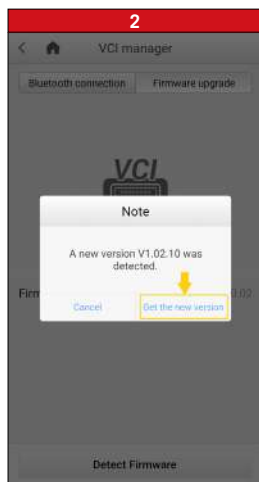 2
VCI manager
Bluetooth connection
Firmware upgrade
VCI
Note
A new version V1.02.10 was
detected.
Firm
Cancel
Get the new version
Detect Firmware